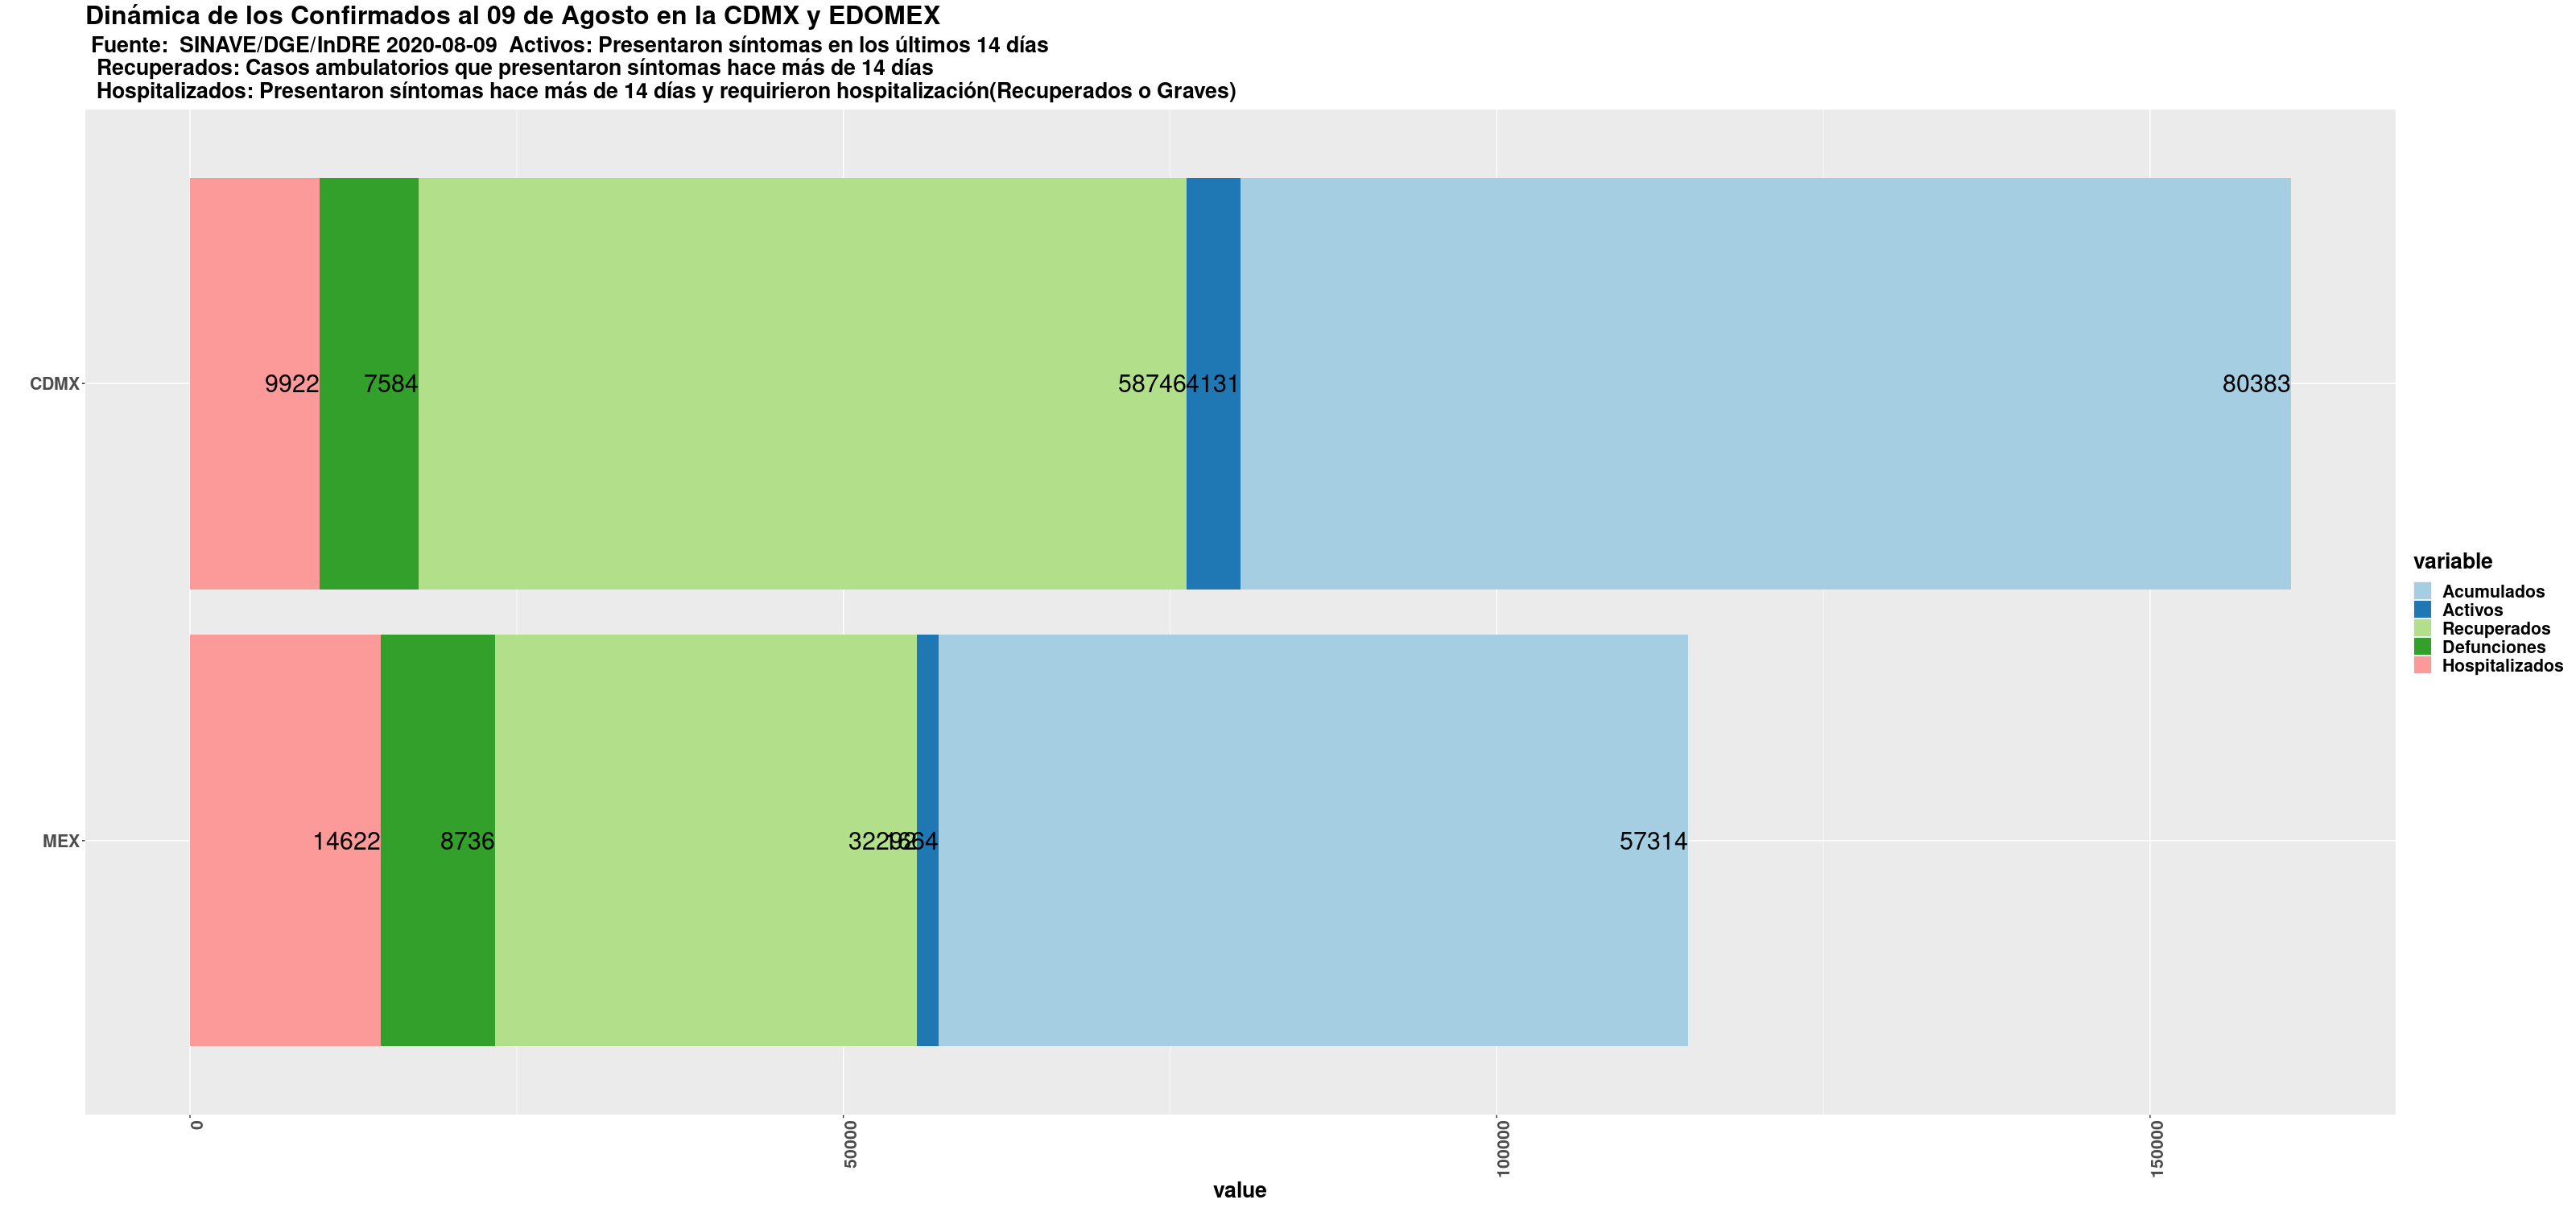 Dinámica de los Confirmados al 09 de Agosto en la CDMX y EDOMEX
Fuente:  SINAVE/DGE/InDRE 2020-08-09  Activos: Presentaron síntomas en los últimos 14 días
Recuperados: Casos ambulatorios que presentaron síntomas hace más de 14 días
Hospitalizados: Presentaron síntomas hace más de 14 días y requirieron hospitalización(Recuperados o Graves)
CDMX
9922
7584
58746
4131
80383
MEX
14622
8736
32292
1664
57314
0
50000
100000
150000
value
variable
Acumulados
Activos
Recuperados
Defunciones
Hospitalizados